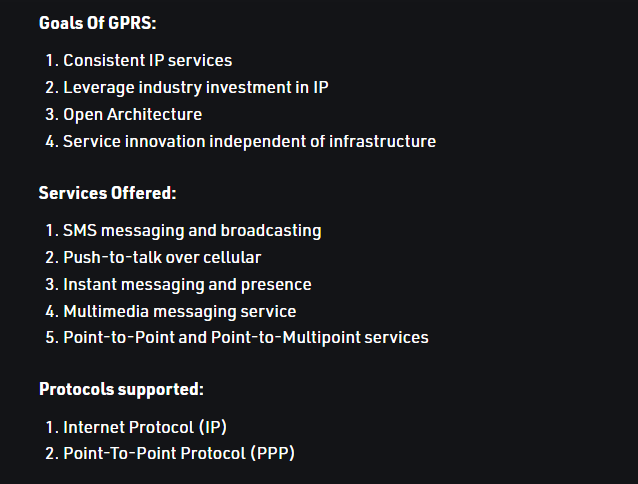 Goals Of GPRS:
1. Consistent IP services
2. Leverage industry investment in IP
3. Open Architecture
4. Service innovation independent of infrastructure
Services Offered:
1. SMS messaging and broadcasting
2. Push-to-talk over cellular
3. Instant messaging and presence
4. Multimedia messaging service
5. Point-to-Point and Point-to-Multipoint services
Protocols supported:
1. Internet Protocol (IP)
2. Point-To-Point Protocol (PPP)